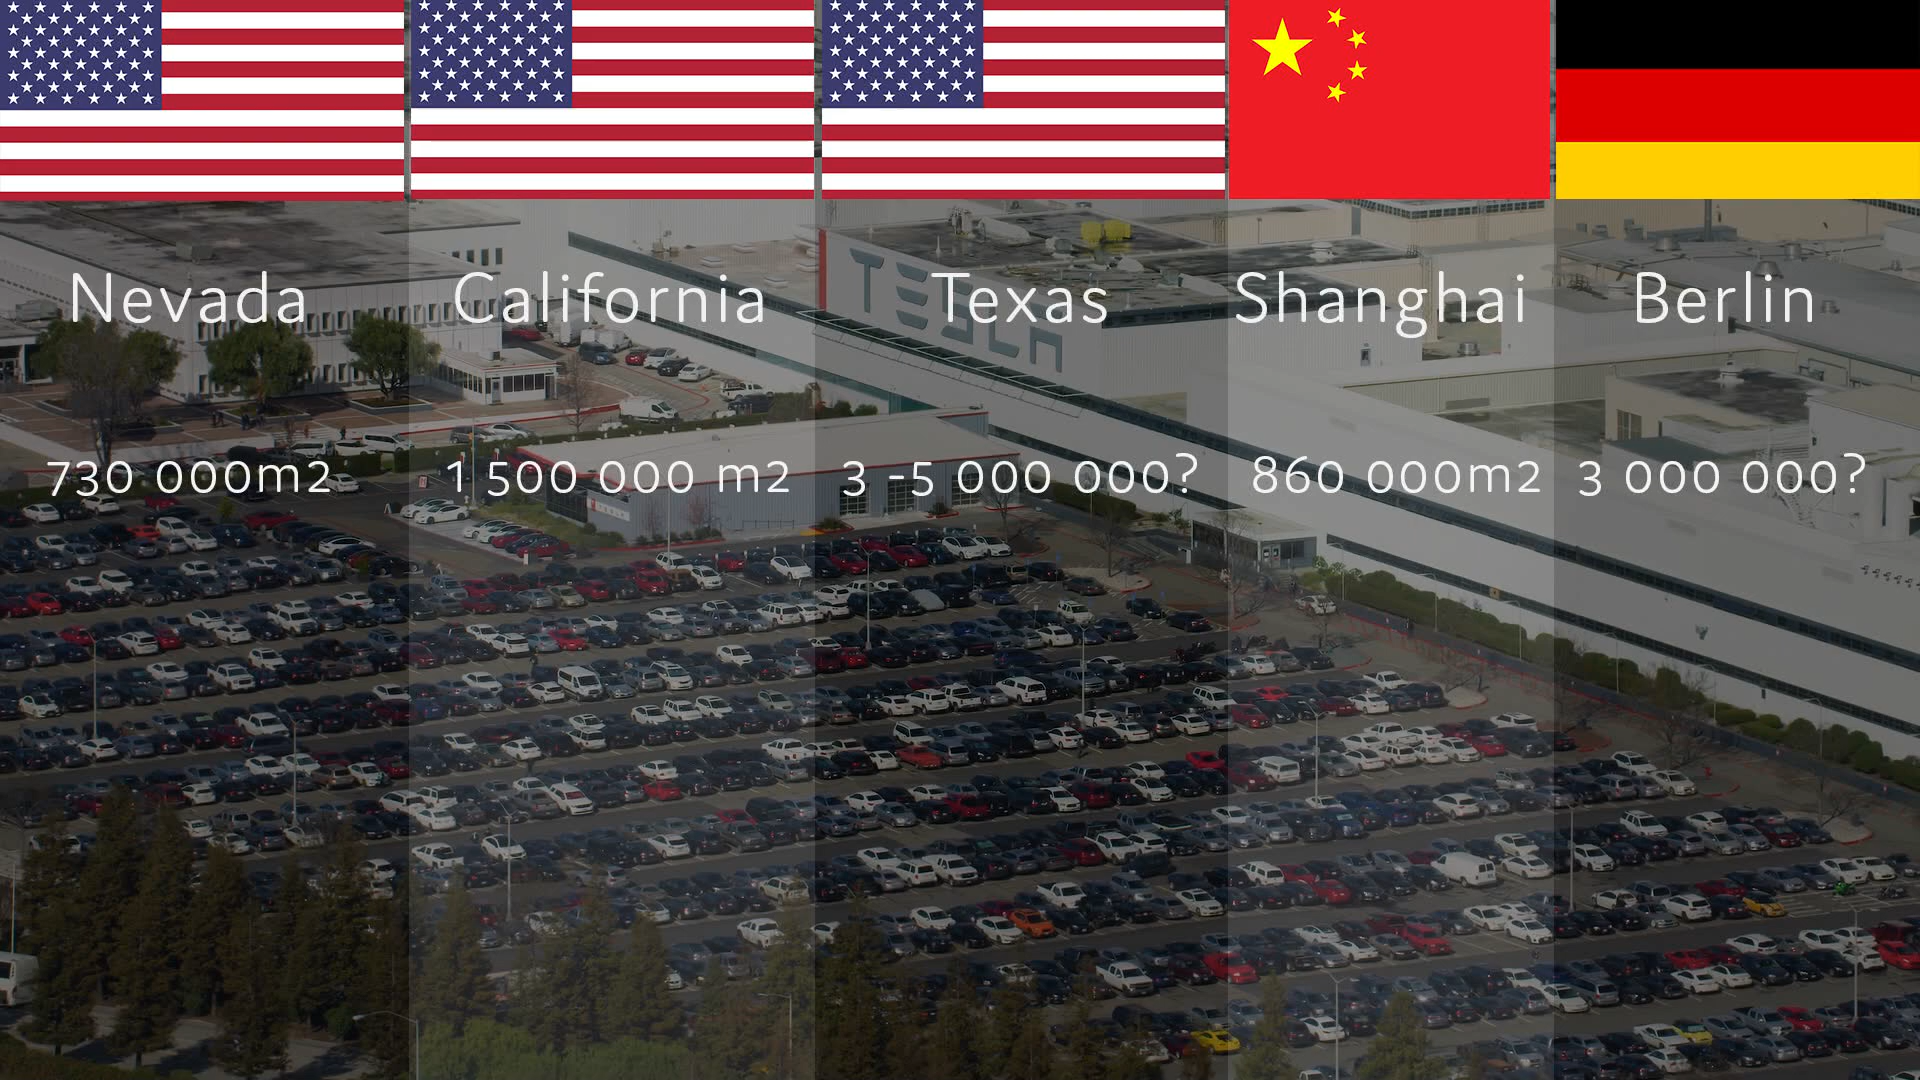 Nevada
California
Texas
Shanghai
Berlin
TESLA
730 000m2
1 500 000 m2
3 -5 000 000?
860 000m2
3 000 000?